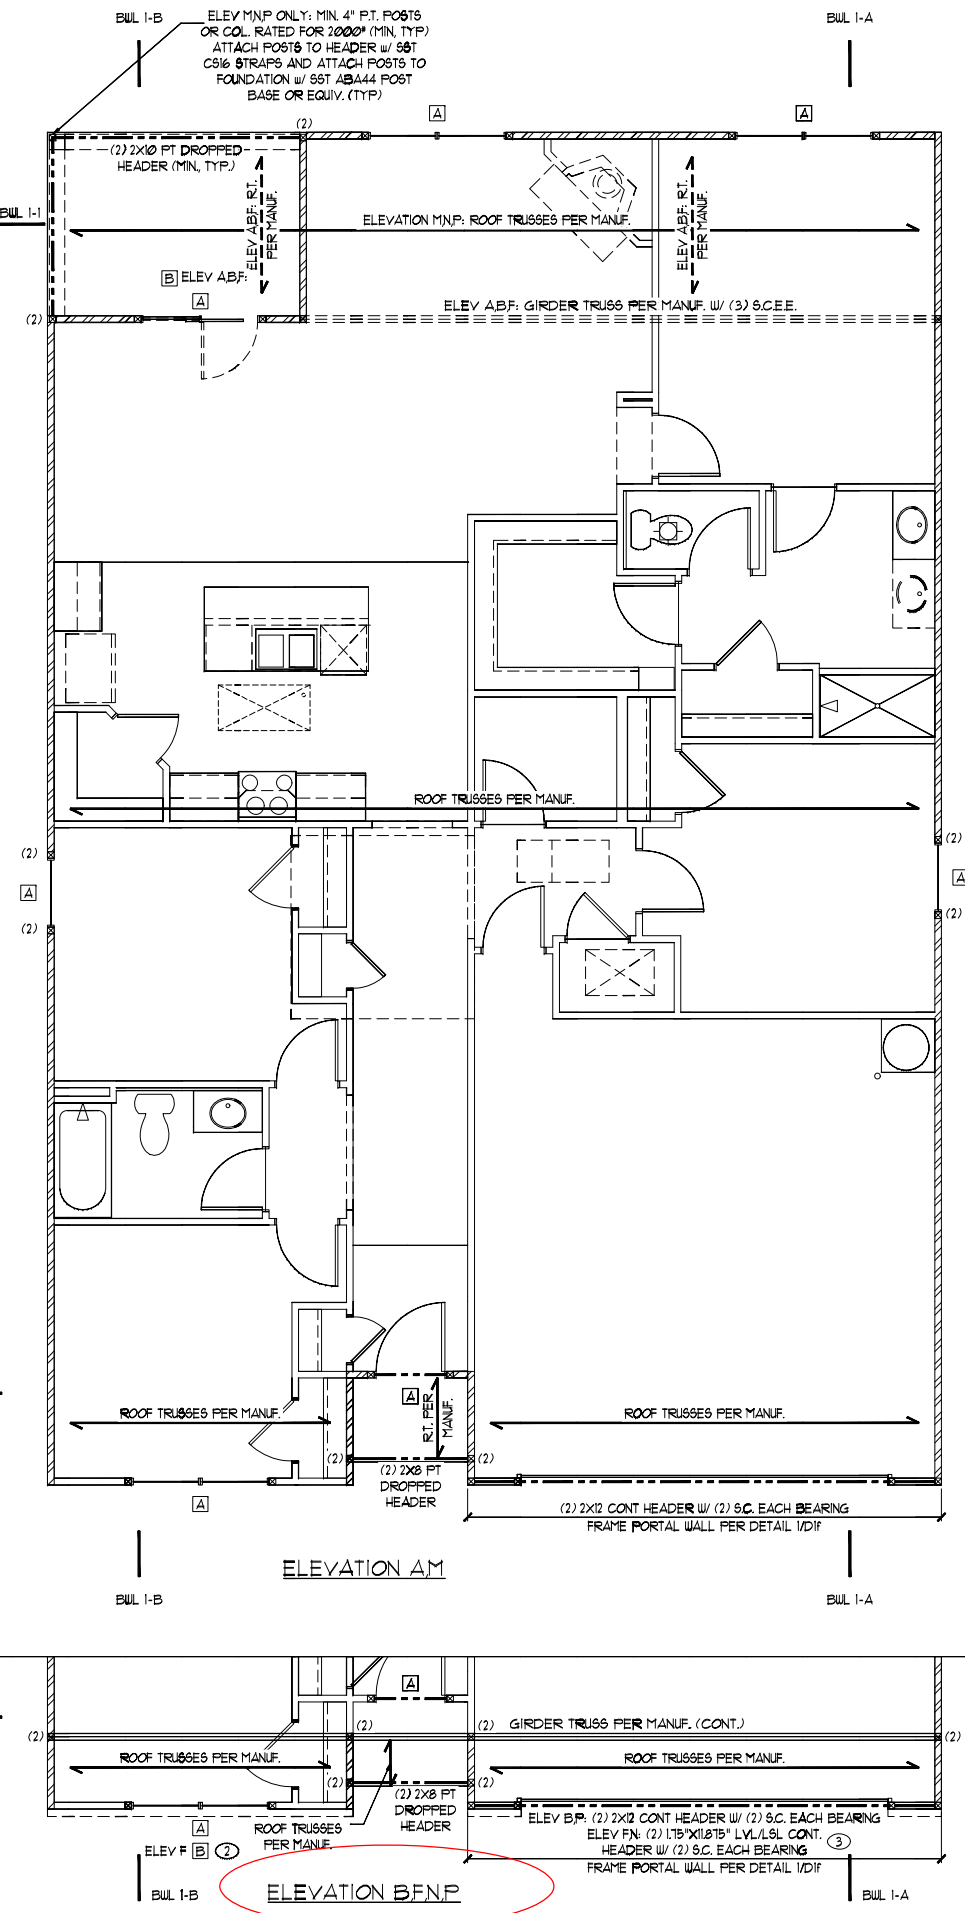 BWL 1-B
ELEV M,N,P ONLY: MIN. 4" P.T. POSTS
OR COL. RATED FOR 2000# (MIN, TYP)
ATTACH POSTS TO HEADER W/ SST
CS16 STRAPS AND ATTACH POSTS TO
FOUNDATION W/ SST ABA44 POST
BASE OR EQUIV. (TYP)
BWL 1-A
A
A
(2)
(2) 2X10 PT DROPPED
HEADER (MIN, TYP.)
ELEV A,B,F: R.T.
PER MANUF.
ELEV A,B,F: R.T.
PER MANUF.
BWL 1-1
ELEVATION M,N,P: ROOF TRUSSES PER MANUF.
B ELEV A,B,F:
A
ELEV A,B,F: GIRDER TRUSS PER MANUF. W/ (3) S.C.E.E.
(2)
ROOF TRUSSES PER MANUF.
(2)
(2)
A
A
(2)
(2)
ROOF TRUSSES PER MANUF.
A
R.T. PER
MANUF.
ROOF TRUSSES PER MANUF.
(2)
(2)
(2) 2X8 PT
DROPPED
HEADER
A
(2) 2X12 CONT HEADER W/ (2) S.C. EACH BEARING
FRAME PORTAL WALL PER DETAIL 1/D1f
ELEVATION A,M
BWL 1-B
BWL 1-A
A
(2)
(2)
(2)
GIRDER TRUSS PER MANUF. (CONT.)
(2)
ROOF TRUSSES PER MANUF.
ROOF TRUSSES PER MANUF.
(2)
(2)
(2) 2X8 PT
DROPPED
HEADER
A
ROOF TRUSSES
PER MANUF.
ELEV F B 2
ELEV B,P: (2) 2X12 CONT HEADER W/ (2) S.C. EACH BEARING
ELEV F,N: (2) 1.75"X11.875" LVL/LSL CONT.
HEADER W/ (2) S.C. EACH BEARING
3
FRAME PORTAL WALL PER DETAIL 1/D1f
BWL 1-B
ELEVATION B,F,N,P
BWL 1-A